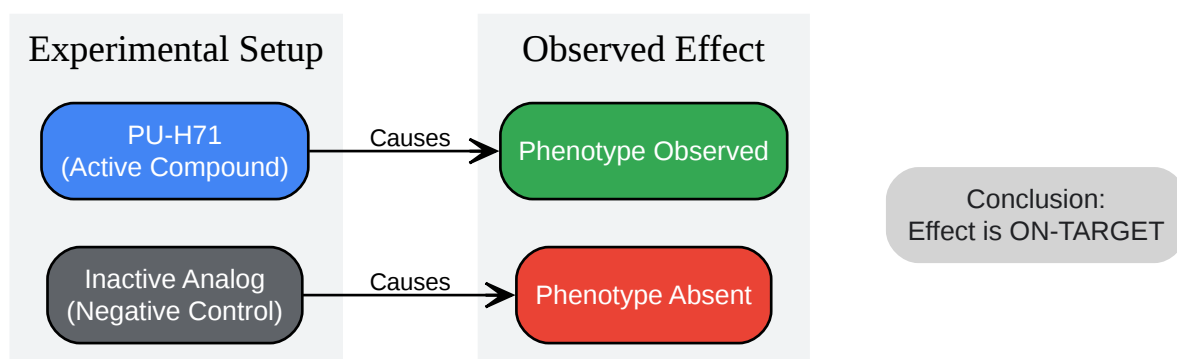 Experimental Setup
Observed Effect
PU-H71
(Active Compound)
Causes
Phenotype Observed
Inactive Analog
(Negative Control)
Causes
Phenotype Absent
Conclusion:
Effect is ON-TARGET